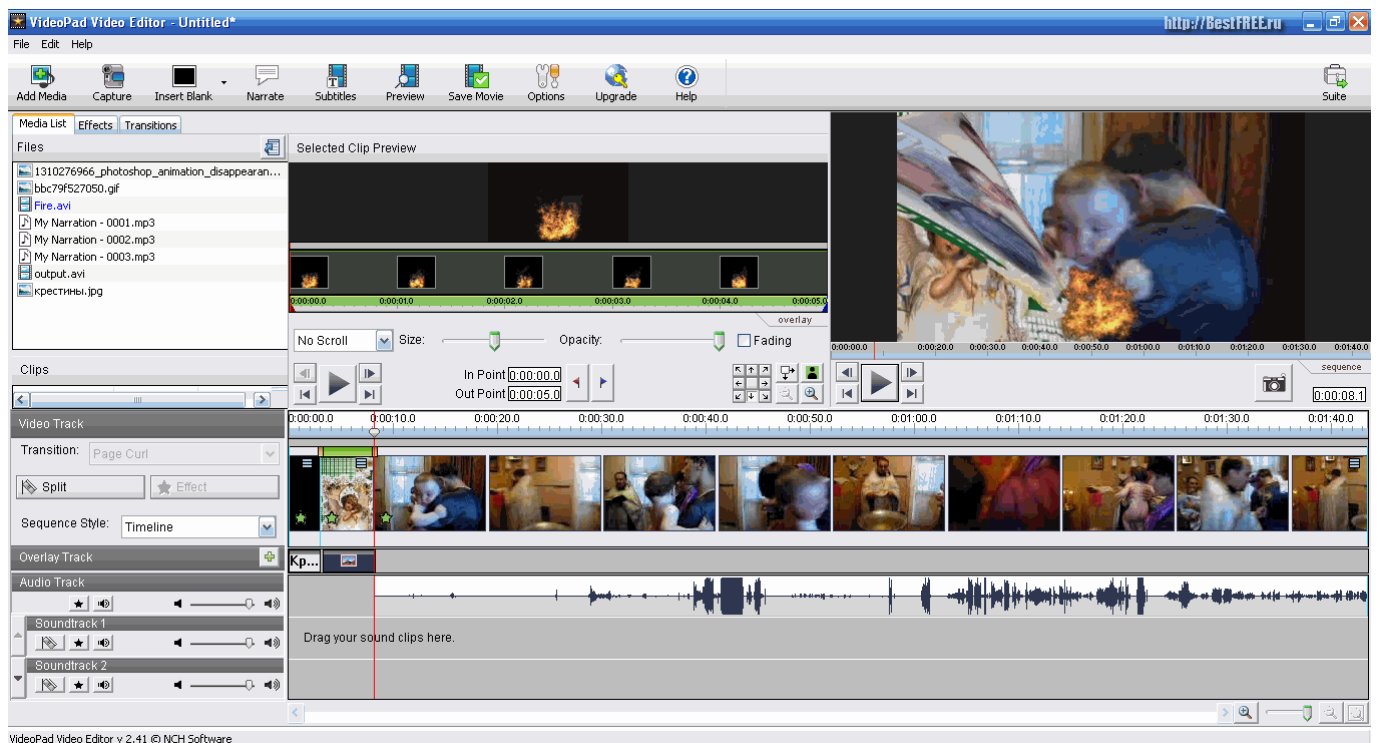 VideoPad Video Editor - Untitled*
http://BestFREE.ru
File Edit Help
Add Media Capture Insert Blank Narrate Subtitles Preview Save Movie Options Upgrade Help Suite
Media List Effects Transitions
Files
Selected Clip Preview
1310276966_photoshop_animation_disappearan...
bbc79f527050.gif
Fire.avi
My Narration - 0001.mp3
My Narration - 0002.mp3
My Narration - 0003.mp3
output.avi
крестины.jpg
0:00:00.0 0:00:01.0 0:00:02.0 0:00:03.0 0:00:04.0 0:00:05.0
overlay
No Scroll Size: Opacity: Fading
0:00:00.0 0:00:20.0 0:00:30.0 0:00:40.0 0:00:50.0 0:01:00.0 0:01:10.0 0:01:20.0 0:01:30.0 0:01:40.0
sequence
Clips
In Point 0:00:00.0
Out Point 0:00:05.0
0:00:08.1
Video Track
0:00:00.0 0:00:10.0 0:00:20.0 0:00:30.0 0:00:40.0 0:00:50.0 0:01:00.0 0:01:10.0 0:01:20.0 0:01:30.0 0:01:40.0
Transition: Page Curl
Split Effect
Sequence Style: Timeline
Overlay Track
Кр...
Audio Track
Soundtrack 1
Drag your sound clips here.
Soundtrack 2
VideoPad Video Editor v 2.41 © NCH Software